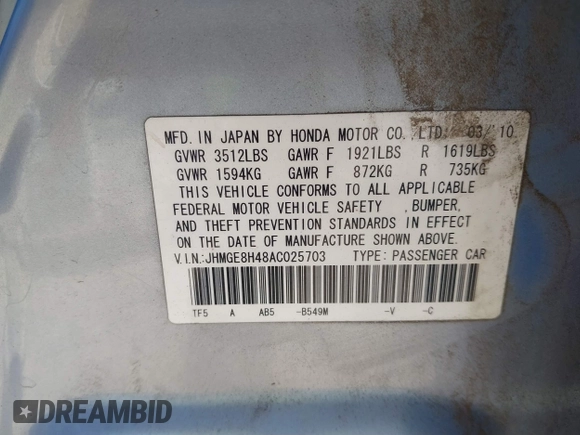 MFD. IN JAPAN BY HONDA MOTOR CO., LTD. 03/10
GVWR 3512LBS GAWR F 1921LBS R 1619LBS
GVWR 1594KG GAWR F 872KG R 735KG
THIS VEHICLE CONFORMS TO ALL APPLICABLE
FEDERAL MOTOR VEHICLE SAFETY , BUMPER,
AND THEFT PREVENTION STANDARDS IN EFFECT
ON THE DATE OF MANUFACTURE SHOWN ABOVE.
V.I.N.:JHMGE8H48AC025703 TYPE: PASSENGER CAR
TF5 A AB5 -B549M -V -C
DREAMBID